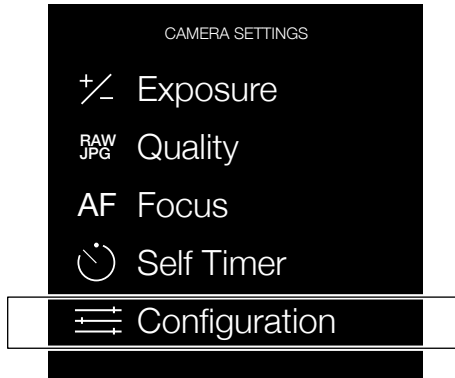 CAMERA SETTINGS
+/- Exposure
RAW
JPG Quality
AF Focus
Self Timer
Configuration